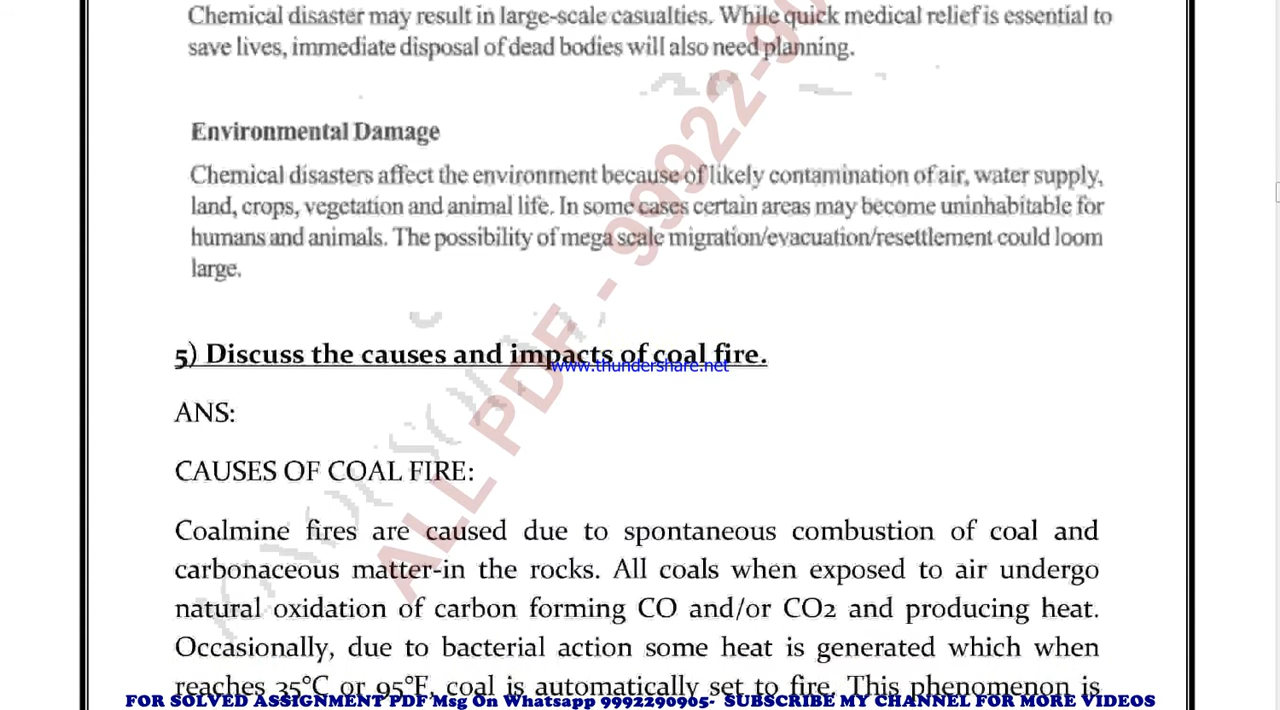 Chemical disaster may result in large-scale casualties. While quick medical relief is essential to
save lives, immediate disposal of dead bodies will also need planning.
Environmental Damage
Chemical disasters affect the environment because of likely contamination of air, water supply,
land, crops, vegetation and animal life. In some cases certain areas may become uninhabitable for
humans and animals. The possibility of mega scale migration/evacuation/resettlement could loom
large.
5) Discuss the causes and impacts of coal fire.
www.thundershare.net
ANS:
CAUSES OF COAL FIRE:
Coalmine fires are caused due to spontaneous combustion of coal and
carbonaceous matter-in the rocks. All coals when exposed to air undergo
natural oxidation of carbon forming CO and/or CO2 and producing heat.
Occasionally, due to bacterial action some heat is generated which when
reaches 35°C or 95°F, coal is automatically set to fire. This phenomenon is
ALL PDF - 99922-90
FOR SOLVED ASSIGNMENT PDF Msg On Whatsapp 9992290905- SUBSCRIBE MY CHANNEL FOR MORE VIDEOS